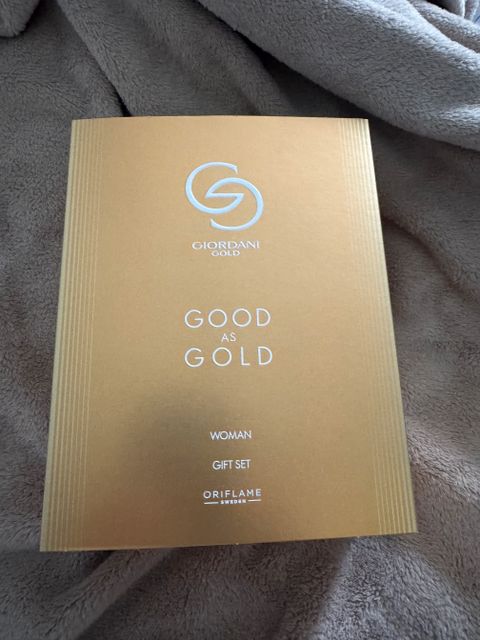 GIORDANI
GOLD
GOOD
AS
GOLD
WOMAN
GIFT SET
ORIFLAME
SWEDEN